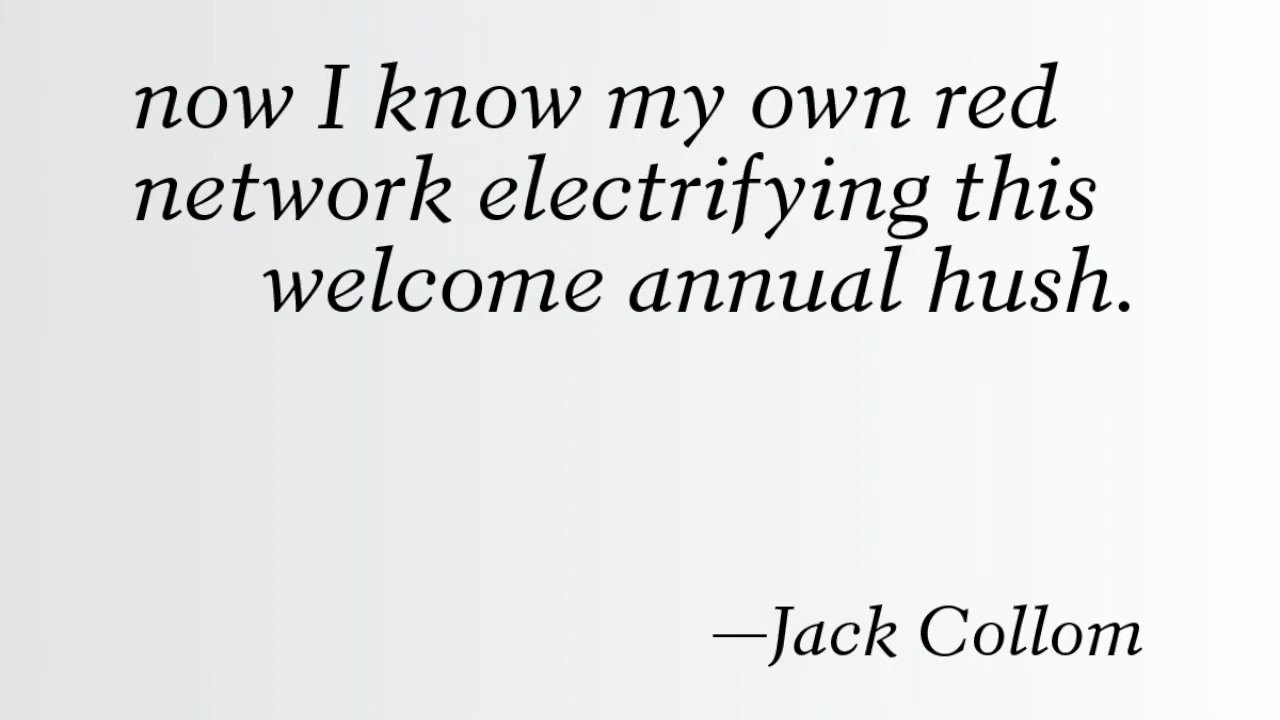 now I know my own red
network electrifying this
welcome annual hush.
—Jack Collom